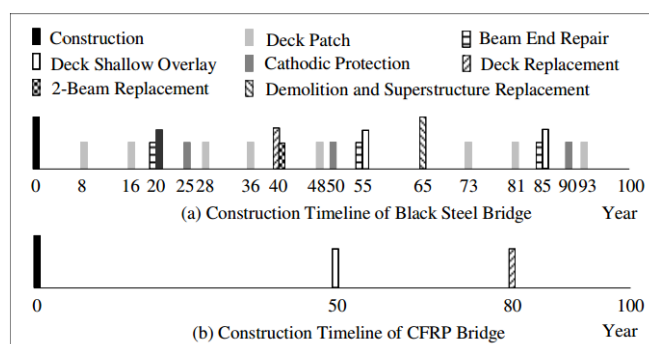 Construction Deck Patch Beam End Repair
Deck Shallow Overlay Cathodic Protection Deck Replacement
2-Beam Replacement Demolition and Superstructure Replacement
0 8 16 20 25 28 36 40 48 50 55 65 73 81 85 90 93 100
(a) Construction Timeline of Black Steel Bridge Year
0 50 80 100
(b) Construction Timeline of CFRP Bridge Year